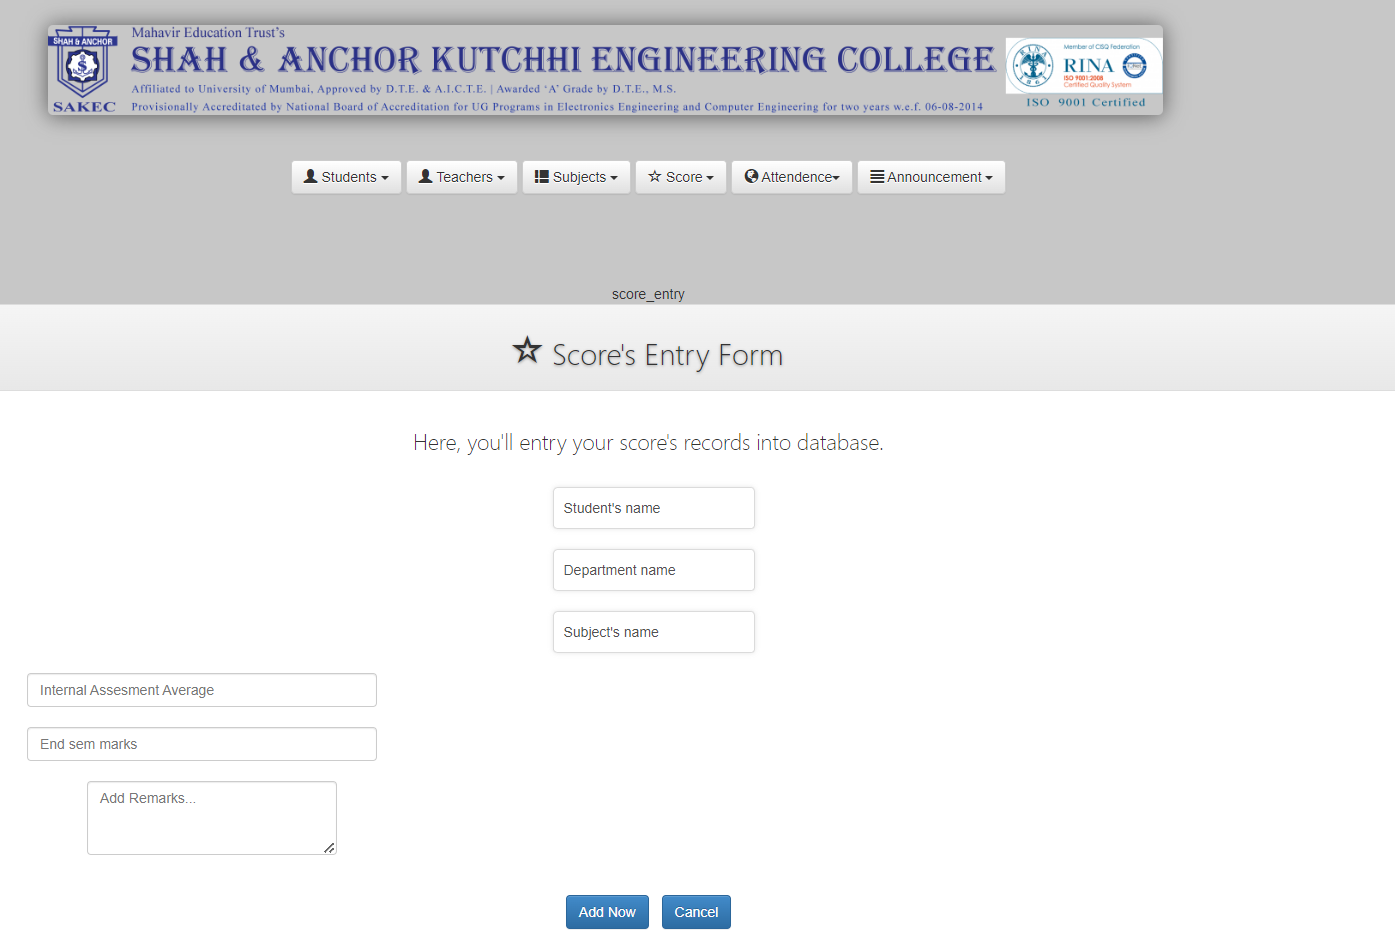 Mahavir Education Trust's
SHAH & ANCHOR KUTCHHI ENGINEERING COLLEGE
Affiliated to University of Mumbai, Approved by D.T.E. & A.I.C.T.E. | Awarded 'A' Grade by D.T.E., M.S.
Provisionally Accreditated by National Board of Accreditation for UG Programs in Electronics Engineering and Computer Engineering for two years w.e.f. 06-08-2014
SHAH & ANCHOR
SAKEC
Member of CISQ Federation
RINA
ISO 9001:2008
Certified Quality System
ISO 9001 Certified
Students
Teachers
Subjects
Score
Attendence
Announcement
score_entry
Score's Entry Form
Here, you'll entry your score's records into database.
Student's name
Department name
Subject's name
Internal Assesment Average
End sem marks
Add Remarks...
Add Now
Cancel